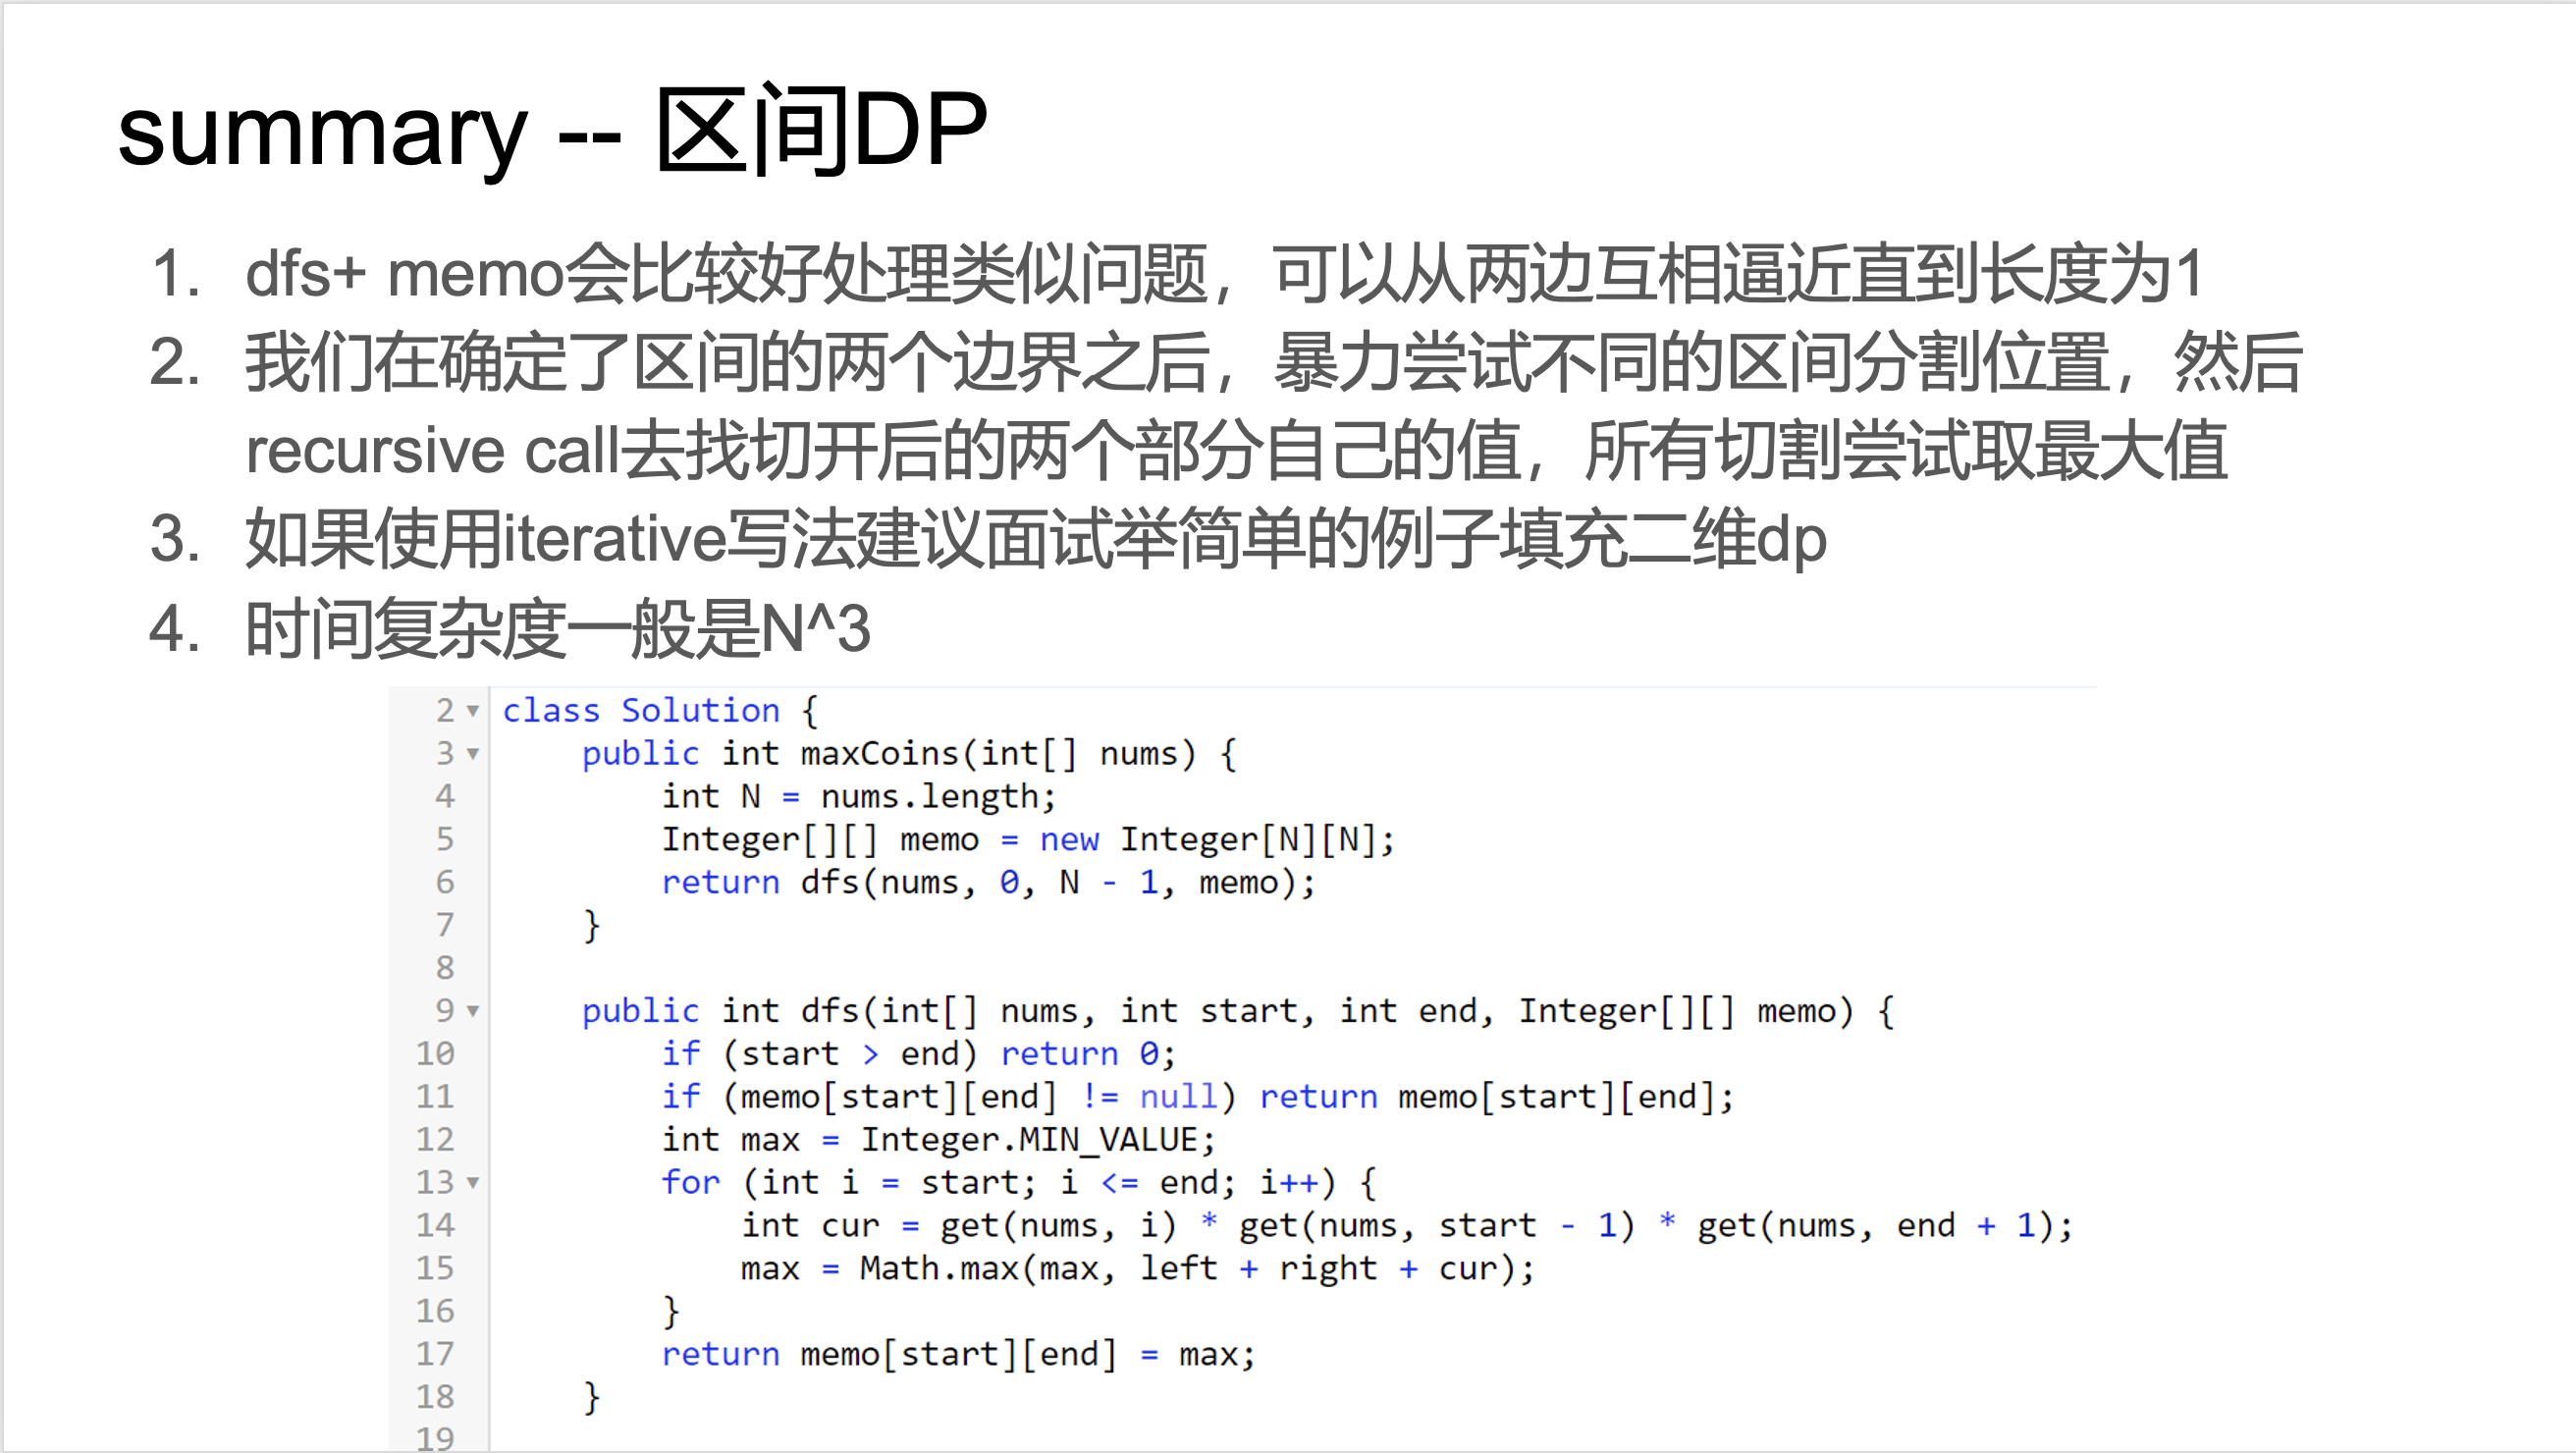 summary -- 区间DP
1. dfs+ memo会比较好处理类似问题，可以从两边互相逼近直到长度为1
2. 我们在确定了区间的两个边界之后，暴力尝试不同的区间分割位置，然后
recursive call去找切开后的两个部分自己的值，所有切割尝试取最大值
3. 如果使用iterative写法建议面试举简单的例子填充二维dp
4. 时间复杂度一般是N^3
2 class Solution {
3     public int maxCoins(int[] nums) {
4         int N = nums.length;
5         Integer[][] memo = new Integer[N][N];
6         return dfs(nums, 0, N - 1, memo);
7     }
8
9     public int dfs(int[] nums, int start, int end, Integer[][] memo) {
10         if (start > end) return 0;
11         if (memo[start][end] != null) return memo[start][end];
12         int max = Integer.MIN_VALUE;
13         for (int i = start; i <= end; i++) {
14             int cur = get(nums, i) * get(nums, start - 1) * get(nums, end + 1);
15             max = Math.max(max, left + right + cur);
16         }
17         return memo[start][end] = max;
18     }
19